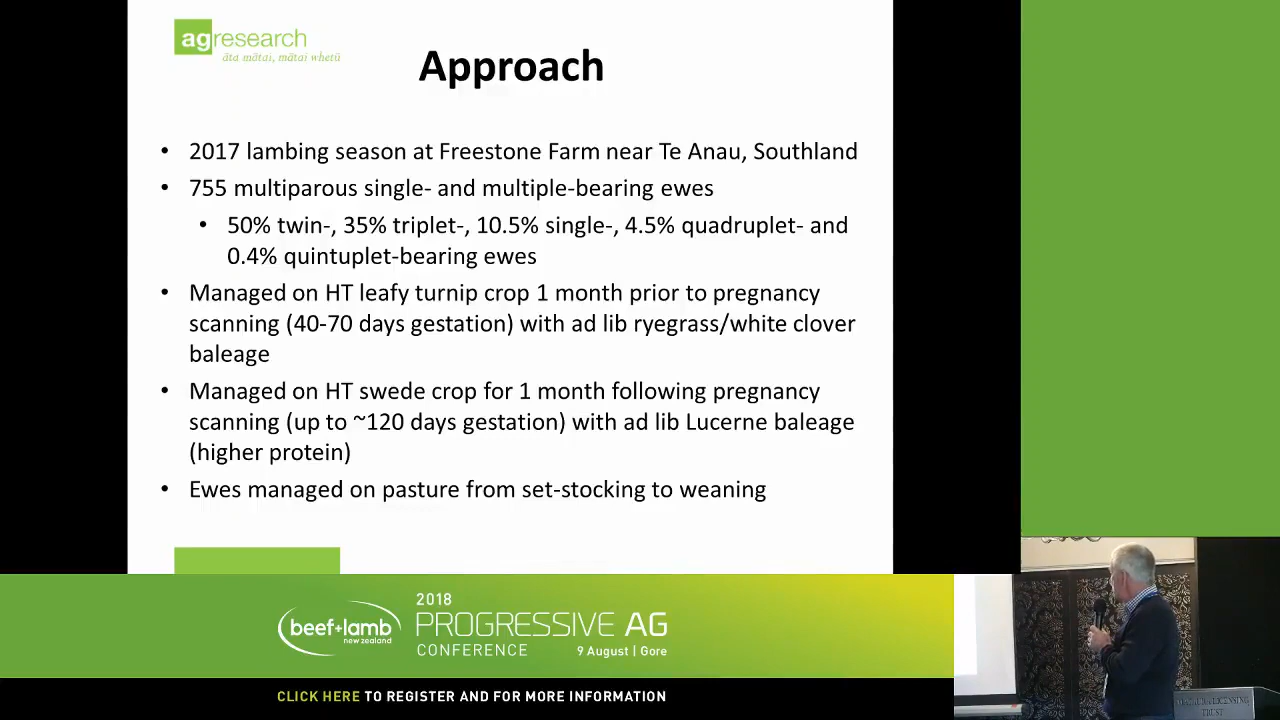 agresearch
āta mātai, mātai whetū
Approach
• 2017 lambing season at Freestone Farm near Te Anau, Southland
• 755 multiparous single- and multiple-bearing ewes
• 50% twin-, 35% triplet-, 10.5% single-, 4.5% quadruplet- and
0.4% quintuplet-bearing ewes
• Managed on HT leafy turnip crop 1 month prior to pregnancy
scanning (40-70 days gestation) with ad lib ryegrass/white clover
baleage
• Managed on HT swede crop for 1 month following pregnancy
scanning (up to ~120 days gestation) with ad lib Lucerne baleage
(higher protein)
• Ewes managed on pasture from set-stocking to weaning
beef+lamb
new zealand
2018
PROGRESSIVE AG
CONFERENCE
9 August | Gore
CLICK HERE TO REGISTER AND FOR MORE INFORMATION
LICENSING
TRUST